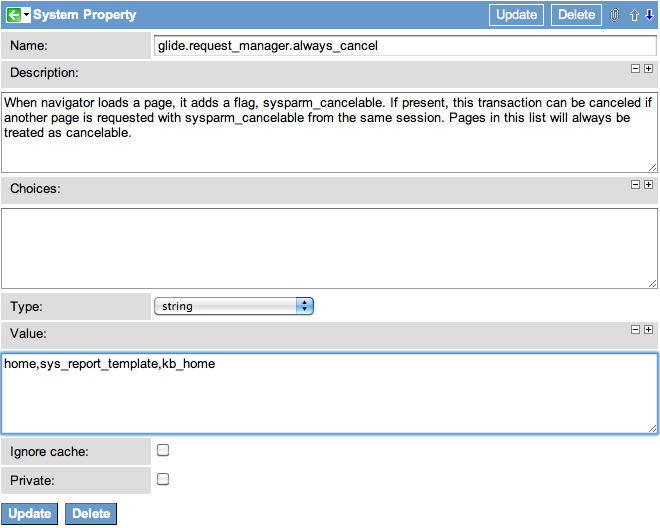 System Property
Update
Delete
Name:
glide.request_manager.always_cancel
Description:
When navigator loads a page, it adds a flag, sysparm_cancelable. If present, this transaction can be canceled if
another page is requested with sysparm_cancelable from the same session. Pages in this list will always be
treated as cancelable.
Choices:
Type:
string
Value:
home,sys_report_template,kb_home
Ignore cache:
Private:
Update
Delete